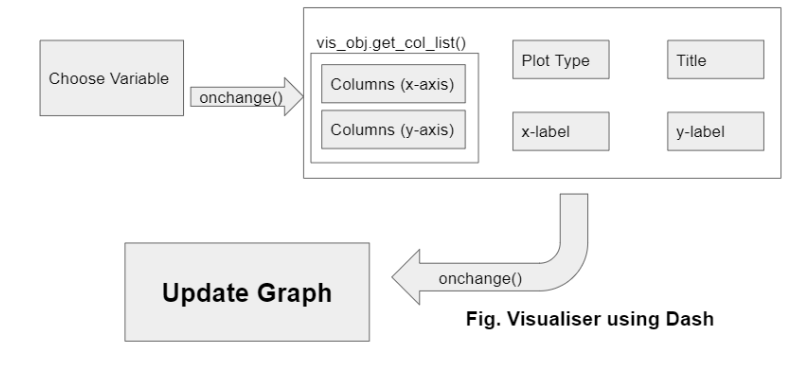 Choose Variable
onchange()
vis_obj.get_col_list()
Columns (x-axis)
Columns (y-axis)
Plot Type
Title
x-label
y-label
onchange()
Update Graph
Fig. Visualiser using Dash